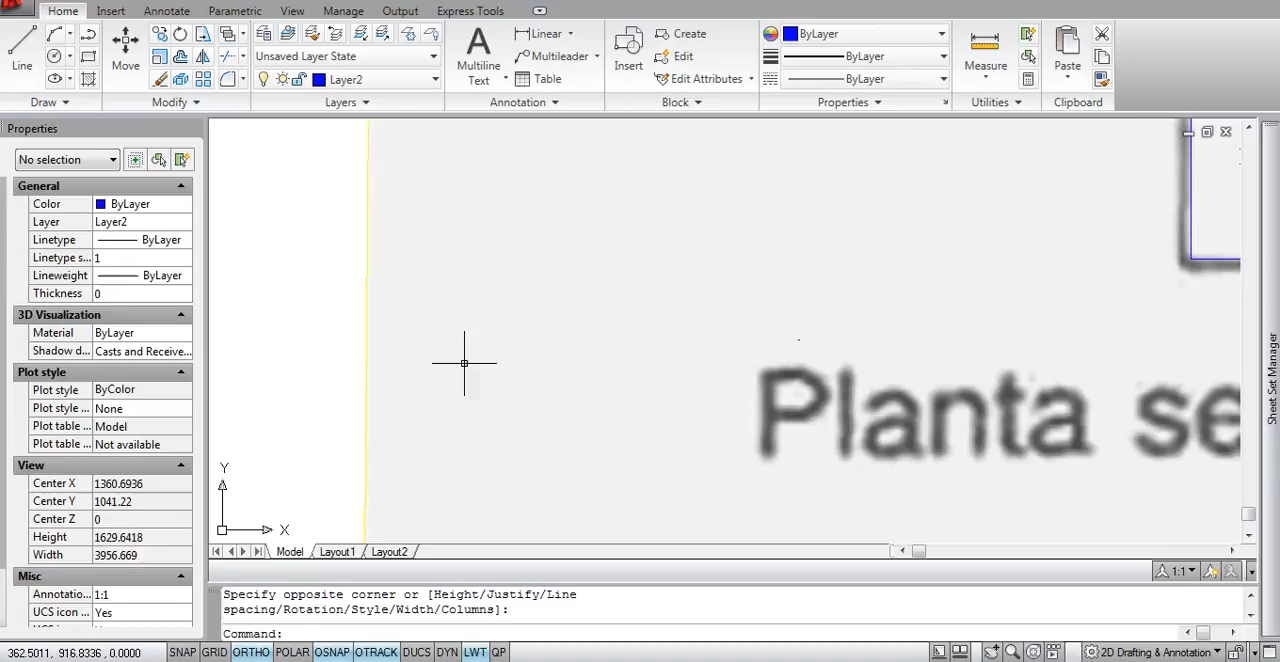 Home Insert Annotate Parametric View Manage Output Express Tools
Line Move Unsaved Layer State Layer2 Multiline Text Linear Multileader Table Insert Create Edit Edit Attributes ByLayer ByLayer ByLayer Measure Paste
Draw Modify Layers Annotation Block Properties Utilities Clipboard
Properties
No selection
General
Color ByLayer
Layer Layer2
Linetype ByLayer
Linetype s... 1
Lineweight ByLayer
Thickness 0
3D Visualization
Material ByLayer
Shadow d... Casts and Receive...
Plot style
Plot style ByColor
Plot style ... None
Plot table ... Model
Plot table ... Not available
View
Center X 1360.6936
Center Y 1041.22
Center Z 0
Height 1629.6418
Width 3956.669
Misc
Annotatio... 1:1
UCS icon ... Yes
Planta se
Y
X
Sheet Set Manager
Model Layout1 Layout2
1:1
Specify opposite corner or [Height/Justify/Line
spacing/Rotation/Style/Width/Columns]:
Command:
362.5011, 916.8336, 0.0000 SNAP GRID ORTHO POLAR OSNAP OTRACK DUCS DYN LWT QP 2D Drafting & Annotation